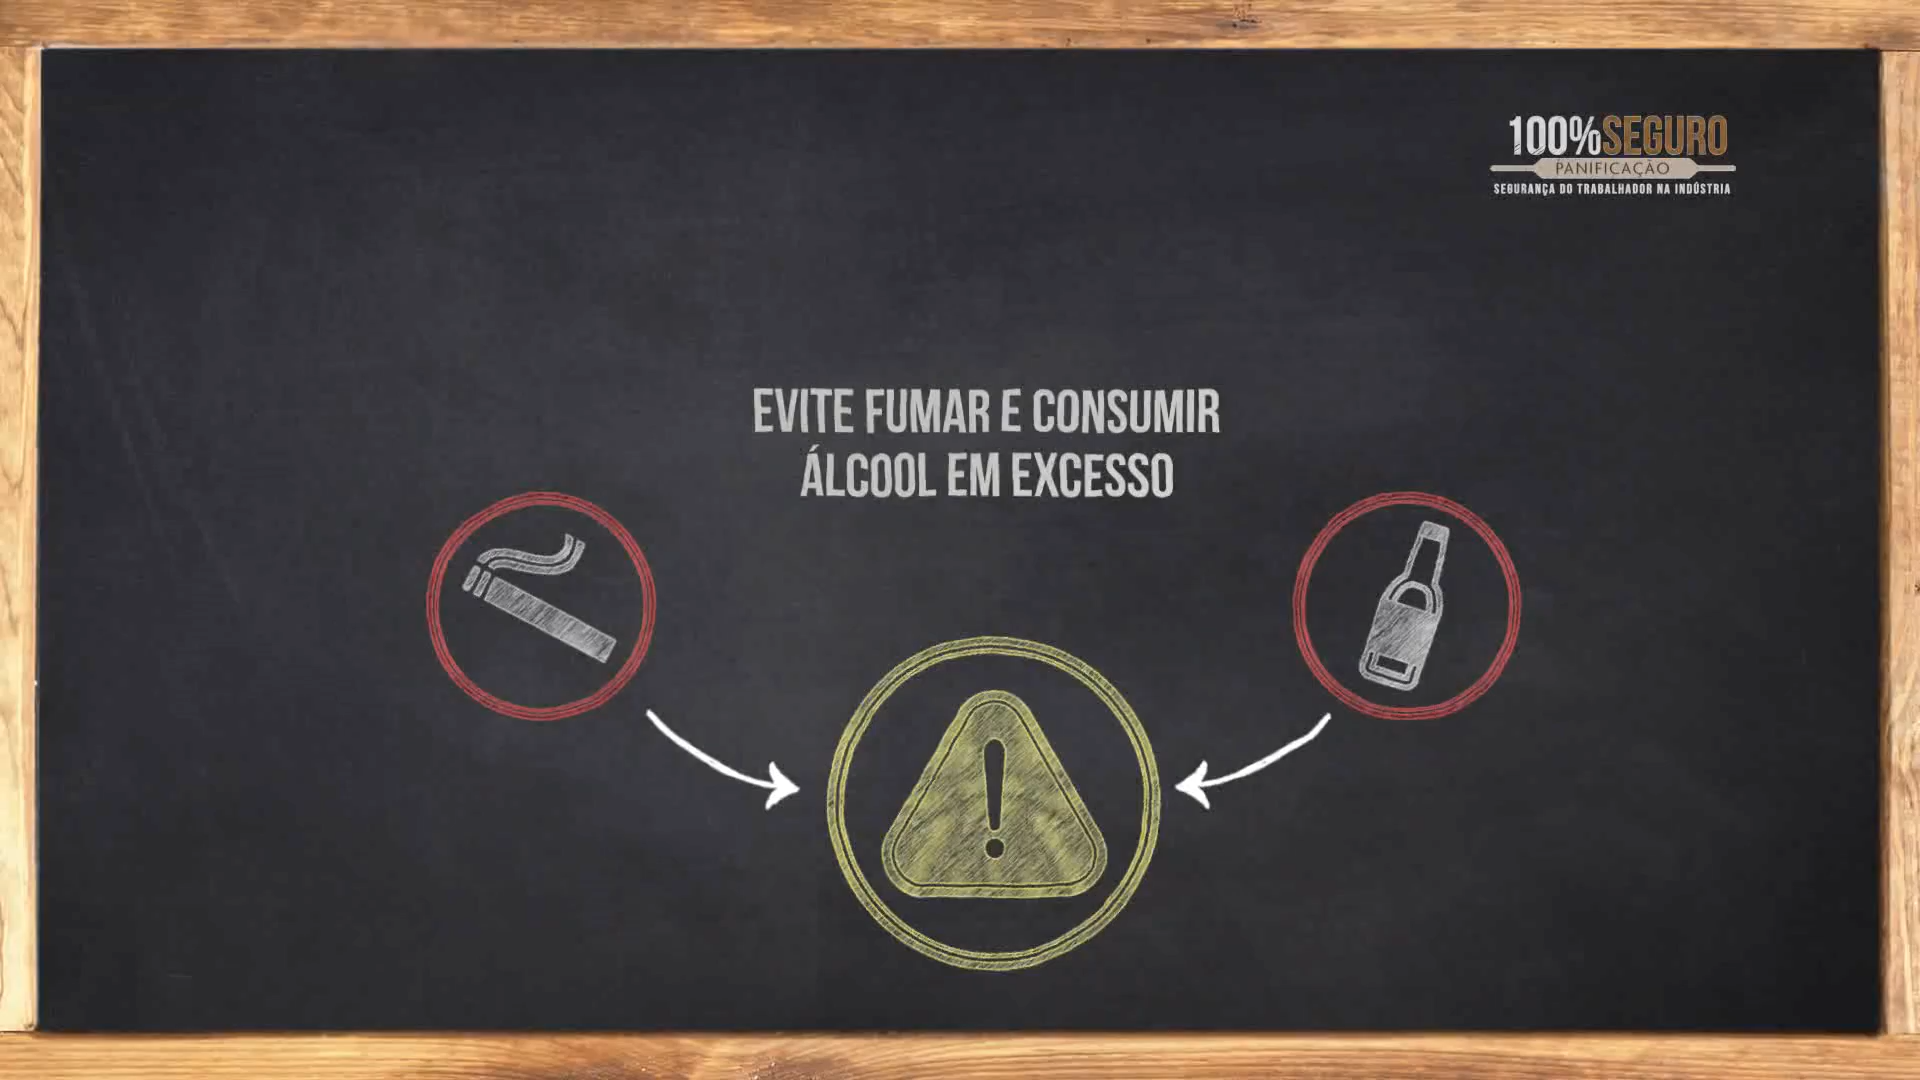 100%SEGURO
PANIFICAÇÃO
SEGURANÇA DO TRABALHADOR NA INDÚSTRIA
EVITE FUMAR E CONSUMIR
ÁLCOOL EM EXCESSO